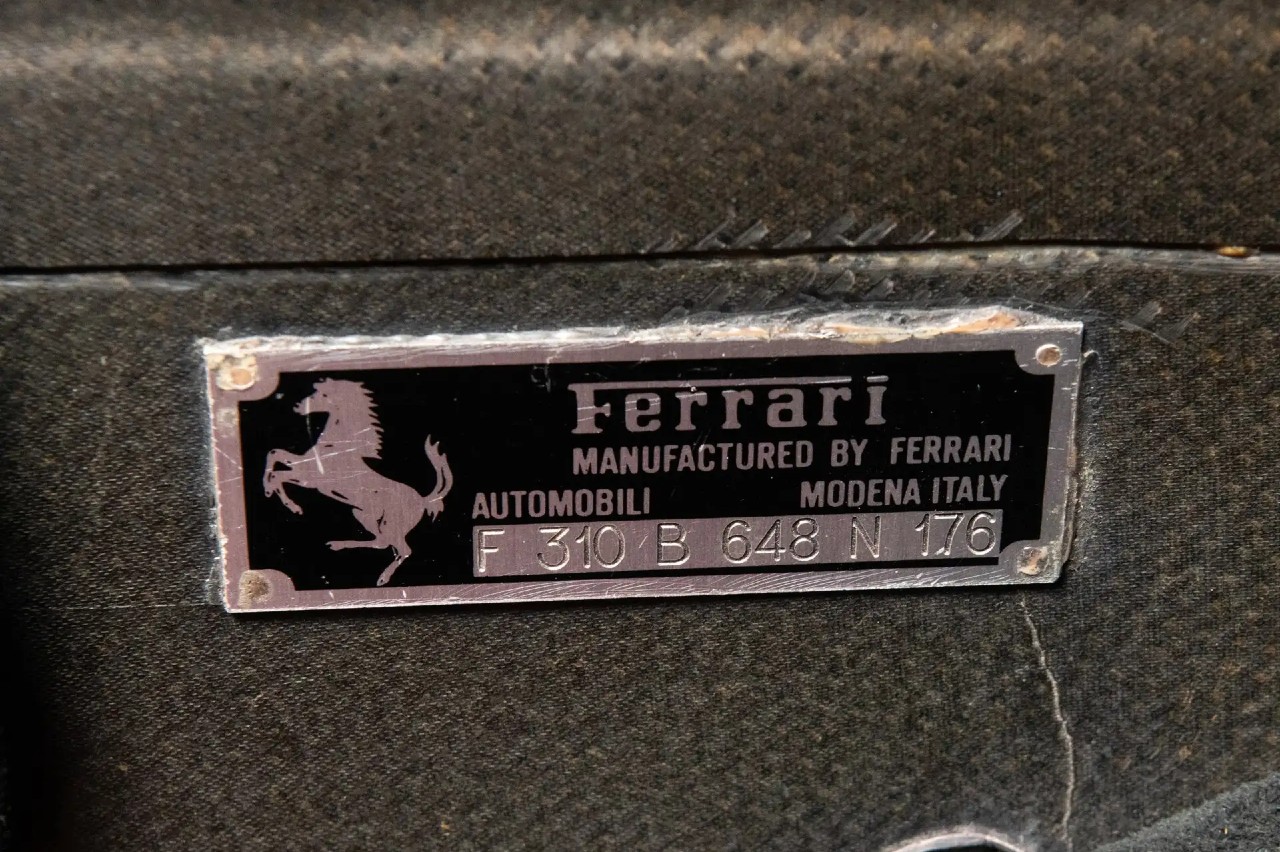 Ferrari
MANUFACTURED BY FERRARI
AUTOMOBILI MODENA ITALY
F 310 B 648 N 176